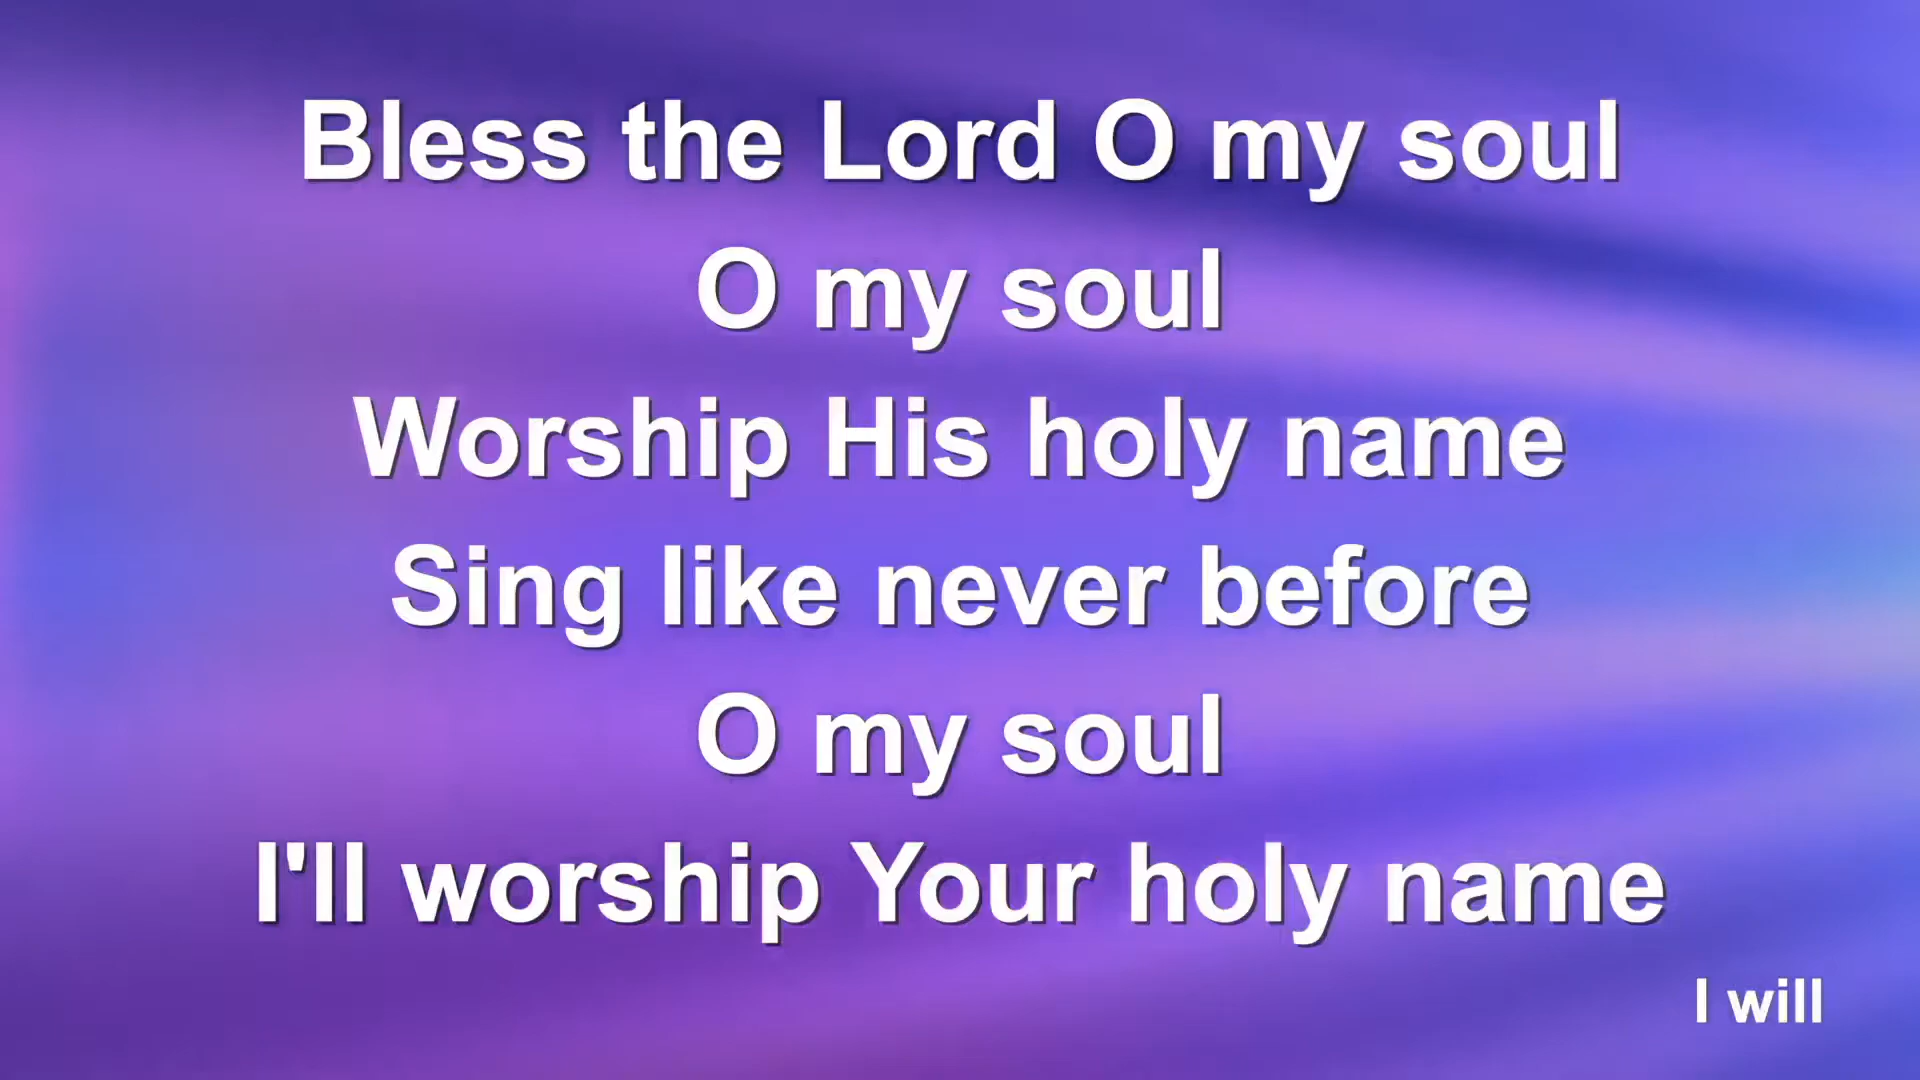 Bless the Lord O my soul
O my soul
Worship His holy name
Sing like never before
O my soul
I'll worship Your holy name
I will